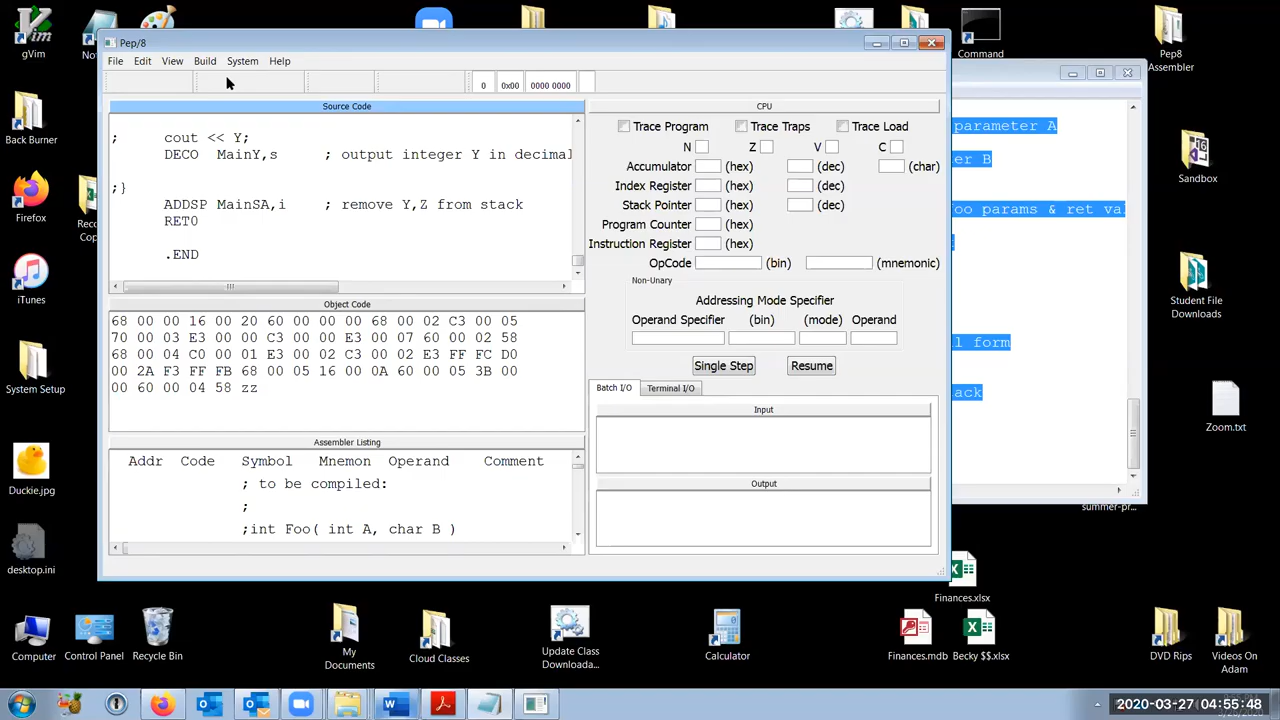 gVim
Not
Command
Pep8
Assembler
Back Burner
Sandbox
Firefox
Reco
Cop
iTunes
Student File
Downloads
System Setup
Zoom.txt
Duckie.jpg
summer-pr...
desktop.ini
Finances.xlsx
Computer
Control Panel
Recycle Bin
My
Documents
Cloud Classes
Update Class
Downloada...
Calculator
Finances.mdb
Becky $$.xlsx
DVD Rips
Videos On
Adam
Pep/8
File Edit View Build System Help
0 0x00 0000 0000
Source Code
; cout << Y;
DECO MainY,s ; output integer Y in decimal
;}
ADDSP MainSA,i ; remove Y,Z from stack
RET0
.END
Object Code
68 00 00 16 00 20 60 00 00 00 68 00 02 C3 00 05
70 00 03 E3 00 00 C3 00 00 E3 00 07 60 00 02 58
68 00 04 C0 00 01 E3 00 02 C3 00 02 E3 FF FC D0
00 2A F3 FF FB 68 00 05 16 00 0A 60 00 05 3B 00
00 60 00 04 58 zz
Assembler Listing
Addr Code Symbol Mnemon Operand Comment
; to be compiled:
;
;int Foo( int A, char B )
CPU
Trace Program Trace Traps Trace Load
N Z V C
Accumulator (hex) (dec) (char)
Index Register (hex) (dec)
Stack Pointer (hex) (dec)
Program Counter (hex)
Instruction Register (hex)
OpCode (bin) (mnemonic)
Non-Unary
Addressing Mode Specifier
Operand Specifier (bin) (mode) Operand
Single Step Resume
Batch I/O Terminal I/O
Input
Output
parameter A
er B
oo params & ret val
l form
ack
2020-03-27 04:55:48